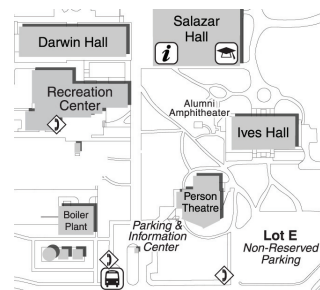 Salazar
Hall
Darwin Hall
i
Recreation
Center
Alumni
Amphitheater
Ives Hall
Person
Theatre
Boiler
Plant
Parking &
Information
Center
Lot E
Non-Reserved
Parking